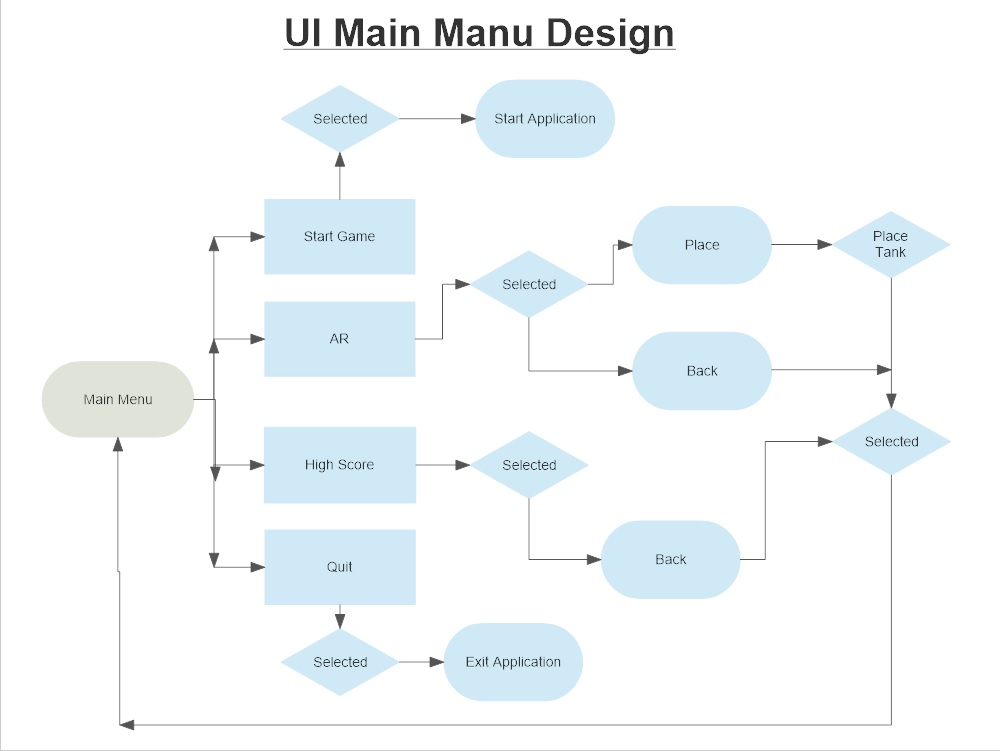 UI Main Manu Design
Selected
Start Application
Start Game
Place
Place
Tank
Selected
AR
Back
Main Menu
Selected
High Score
Selected
Quit
Back
Selected
Exit Application